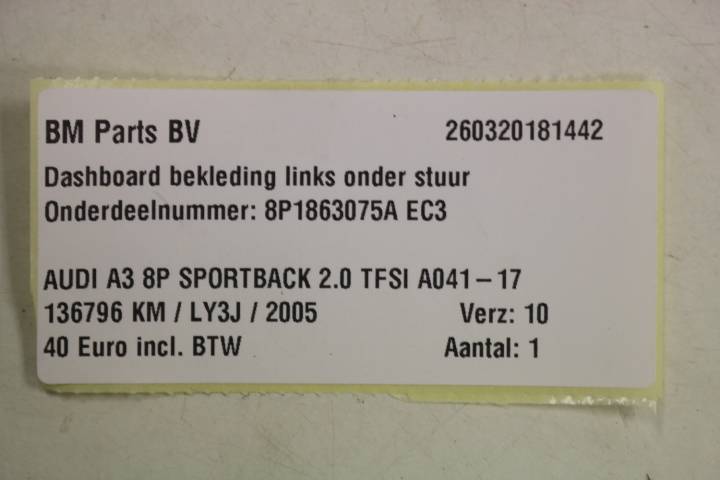 BM Parts BV 260320181442
Dashboard bekleding links onder stuur
Onderdeelnummer: 8P1863075A EC3
AUDI A3 8P SPORTBACK 2.0 TFSI A041-17
136796 KM / LY3J / 2005 Verz: 10
40 Euro incl. BTW Aantal: 1